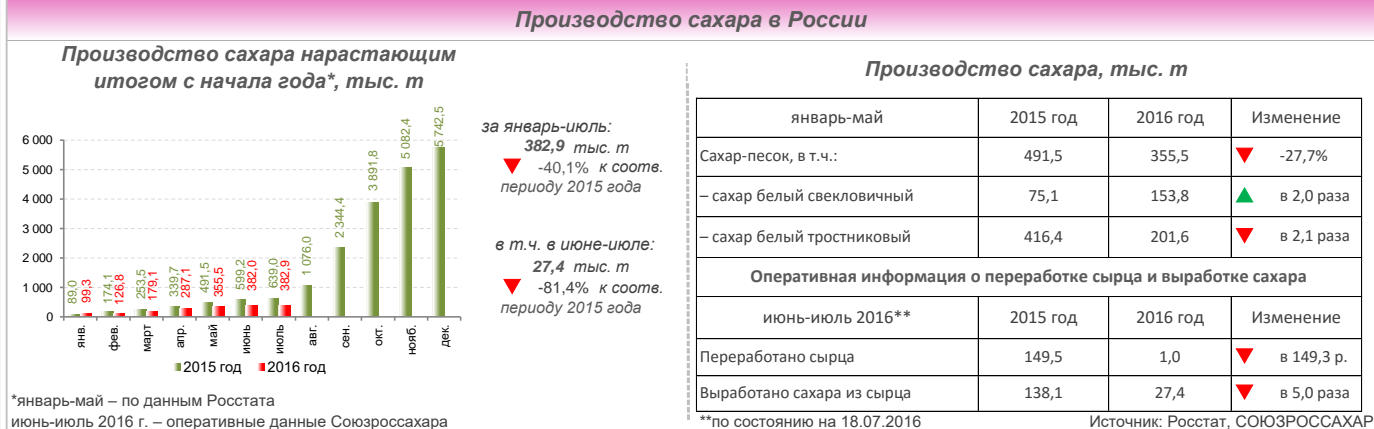 Производство сахара в России
Производство сахара нарастающим
итогом с начала года*, тыс. т
6 000
5 000
4 000
3 000
2 000
1 000
0
89,0
99,3
174,1
126,8
253,5
179,1
339,7
287,1
491,5
355,5
599,2
382,0
639,0
382,9
1 076,0
2 344,4
3 891,8
5 082,4
5 742,5
янв.
фев.
март
апр.
май
июнь
июль
авг.
сен.
окт.
нояб.
дек.
2015 год 2016 год
*январь-май – по данным Росстата
июнь-июль 2016 г. – оперативные данные Союзроссахара
за январь-июль:
382,9 тыс. т
-40,1% к соотв.
периоду 2015 года
в т.ч. в июне-июле:
27,4 тыс. т
-81,4% к соотв.
периоду 2015 года
Производство сахара, тыс. т
январь-май 2015 год 2016 год Изменение
Сахар-песок, в т.ч.: 491,5 355,5 -27,7%
– сахар белый свекловичный 75,1 153,8 в 2,0 раза
– сахар белый тростниковый 416,4 201,6 в 2,1 раза
Оперативная информация о переработке сырца и выработке сахара
июнь-июль 2016** 2015 год 2016 год Изменение
Переработано сырца 149,5 1,0 в 149,3 р.
Выработано сахара из сырца 138,1 27,4 в 5,0 раза
**по состоянию на 18.07.2016 Источник: Росстат, СОЮЗРОССАХАР